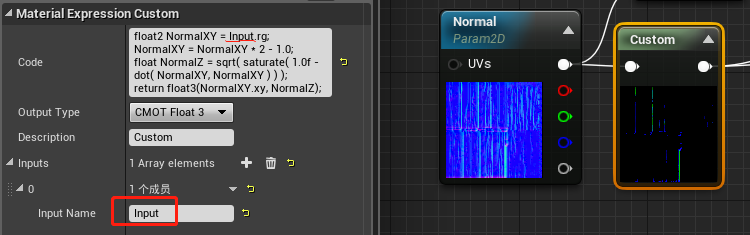 Material Expression Custom
Code
float2 NormalXY = Input.rg;
NormalXY = NormalXY * 2 - 1.0;
float NormalZ = sqrt( saturate( 1.0f -
dot( NormalXY, NormalXY ) ) );
return float3(NormalXY.xy, NormalZ);
Output Type
CMOT Float 3
Description
Custom
Inputs
1 Array elements
0
1 个成员
Input Name
Input
Normal
Param2D
UVs
Custom